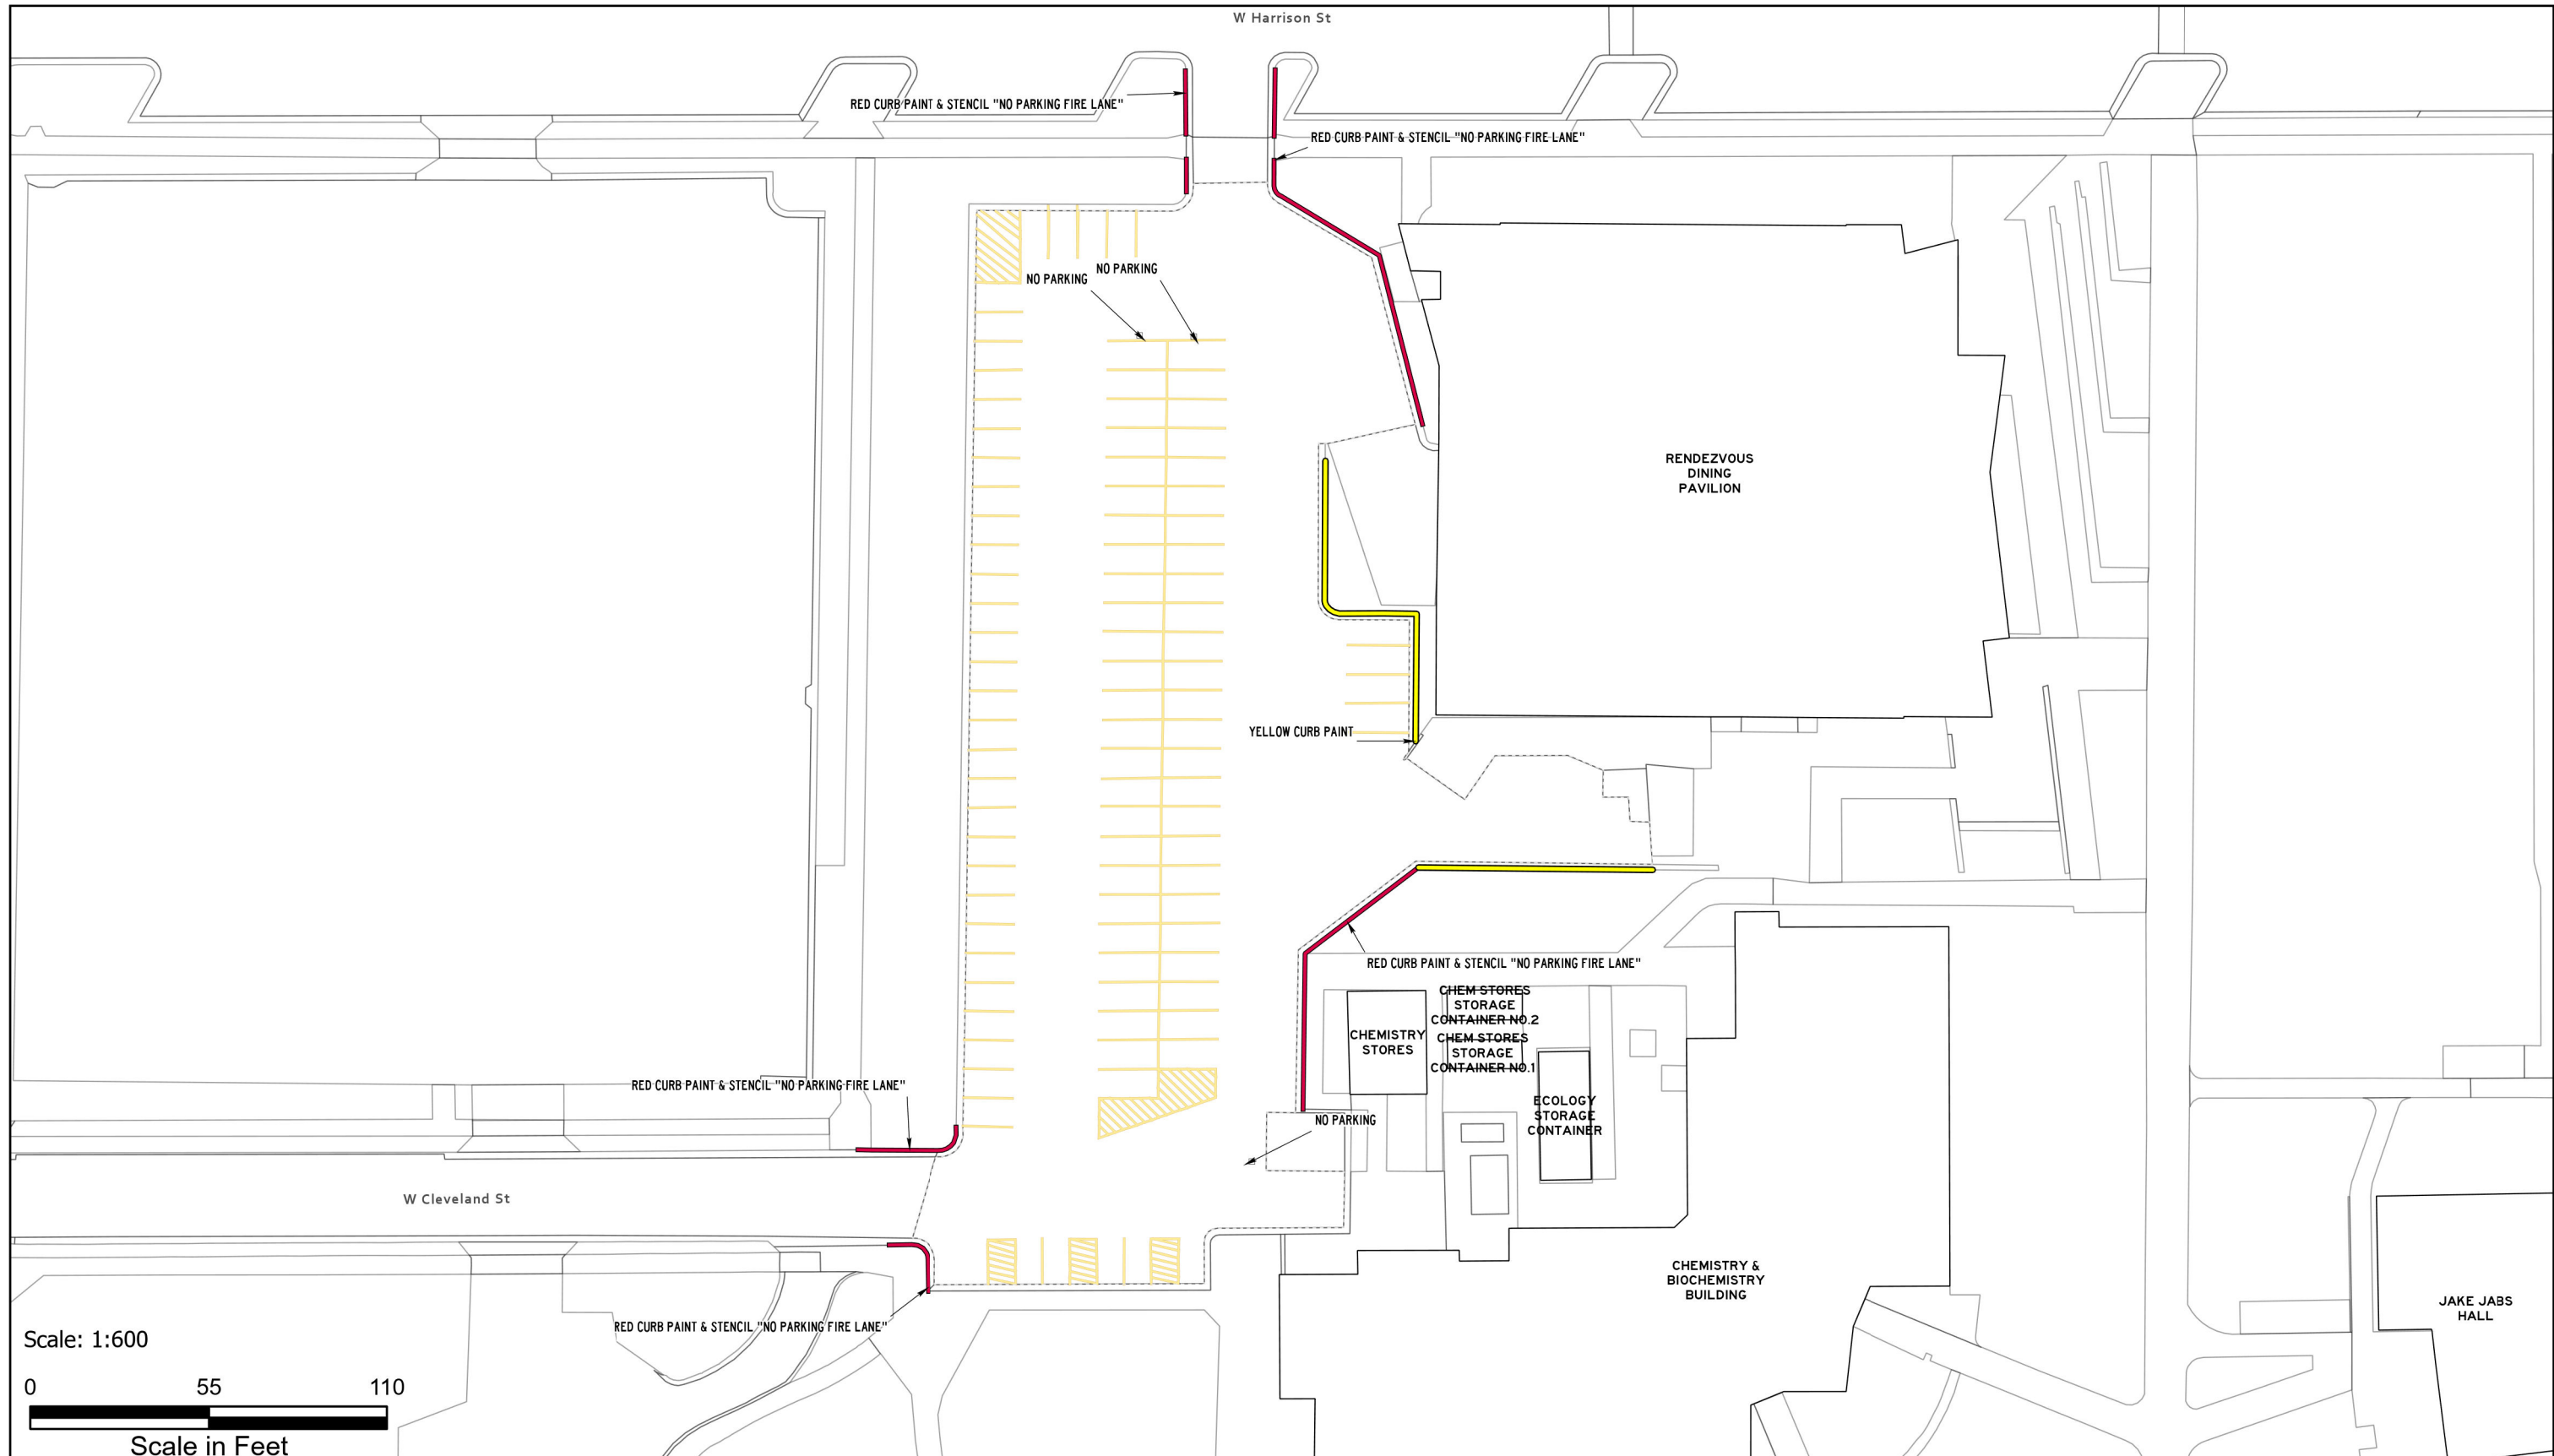 W Harrison St
RED CURB PAINT & STENCIL "NO PARKING FIRE LANE"
RED CURB PAINT & STENCIL "NO PARKING FIRE LANE"
NO PARKING
NO PARKING
RENDEZVOUS
DINING
PAVILION
YELLOW CURB PAINT
RED CURB PAINT & STENCIL "NO PARKING FIRE LANE"
CHEM STORES
STORAGE
CONTAINER NO.2
CHEMISTRY
STORES
CHEM STORES
STORAGE
CONTAINER NO.1
RED CURB PAINT & STENCIL "NO PARKING FIRE LANE"
ECOLOGY
STORAGE
CONTAINER
NO PARKING
W Cleveland St
CHEMISTRY &
BIOCHEMISTRY
BUILDING
JAKE JABS
HALL
RED CURB PAINT & STENCIL "NO PARKING FIRE LANE"
Scale: 1:600
0 55 110
Scale in Feet